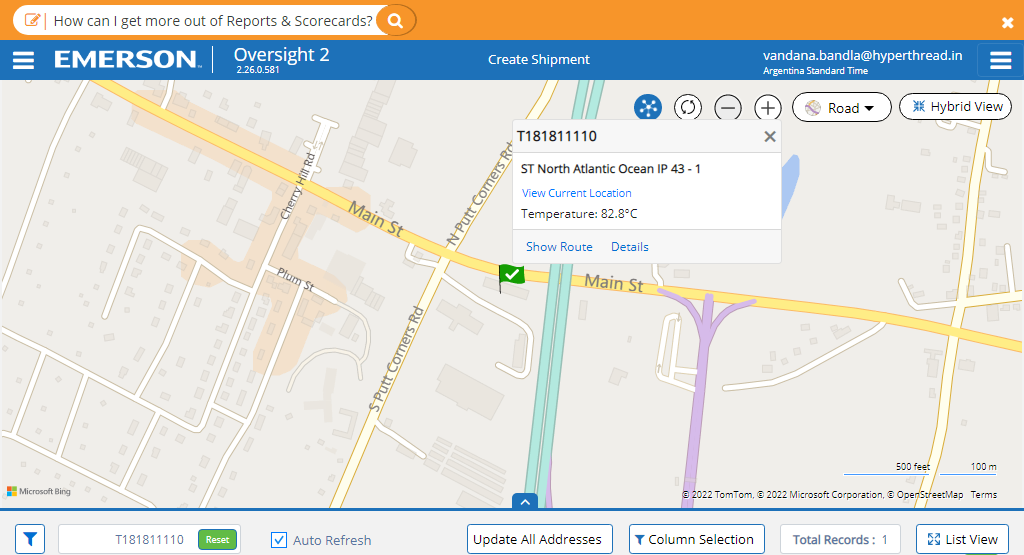 How can I get more out of Reports & Scorecards?
EMERSON
Oversight 2
2.26.0.581
Create Shipment
vandana.bandla@hyperthread.in
Argentina Standard Time
Road
Hybrid View
T181811110
ST North Atlantic Ocean IP 43 - 1
View Current Location
Temperature: 82.8°C
Show Route Details
Cherry Hill Rd
Main St
N Putt Corners Rd
Plum St
Main St
S Putt Corners Rd
500 feet 100 m
Microsoft Bing
© 2022 TomTom, © 2022 Microsoft Corporation, © OpenStreetMap Terms
T181811110 Reset
Auto Refresh
Update All Addresses
Column Selection
Total Records : 1
List View